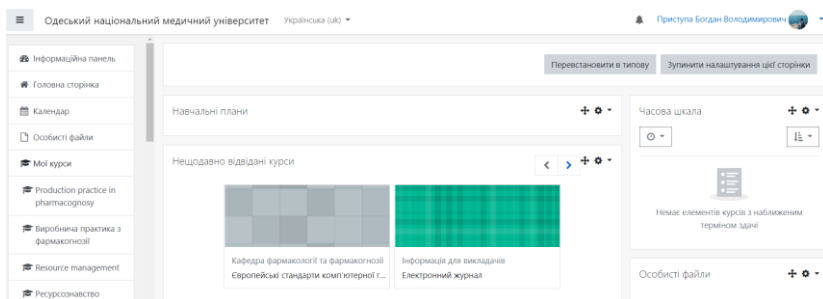 Одеський національний медичний університет
Українська (uk)
Приступа Богдан Володимирович
Інформаційна панель
Головна сторінка
Календар
Особисті файли
Мої курси
Production practice in
pharmacognosy
Виробнича практика з
фармакогнозії
Resource management
Ресурсознавство
Перевстановити в типову
Зупинити налаштування цієї сторінки
Навчальні плани
Нещодавно відвідані курси
Кафедра фармакології та фармакогнозії
Європейські стандарти комп'ютерної г...
Інформація для викладачів
Електронний журнал
Часова шкала
Немає елементів курсів з наближеним
терміном здачі
Особисті файли